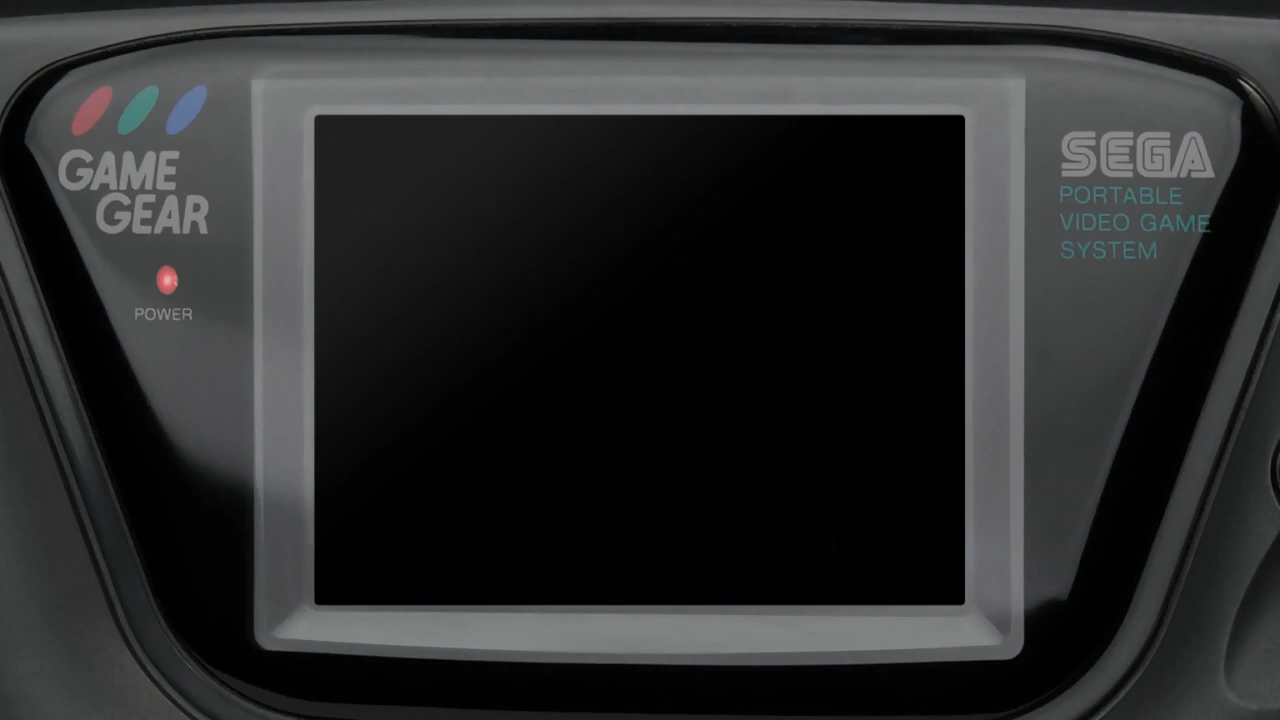 GAME
GEAR
POWER
SEGA
PORTABLE
VIDEO GAME
SYSTEM